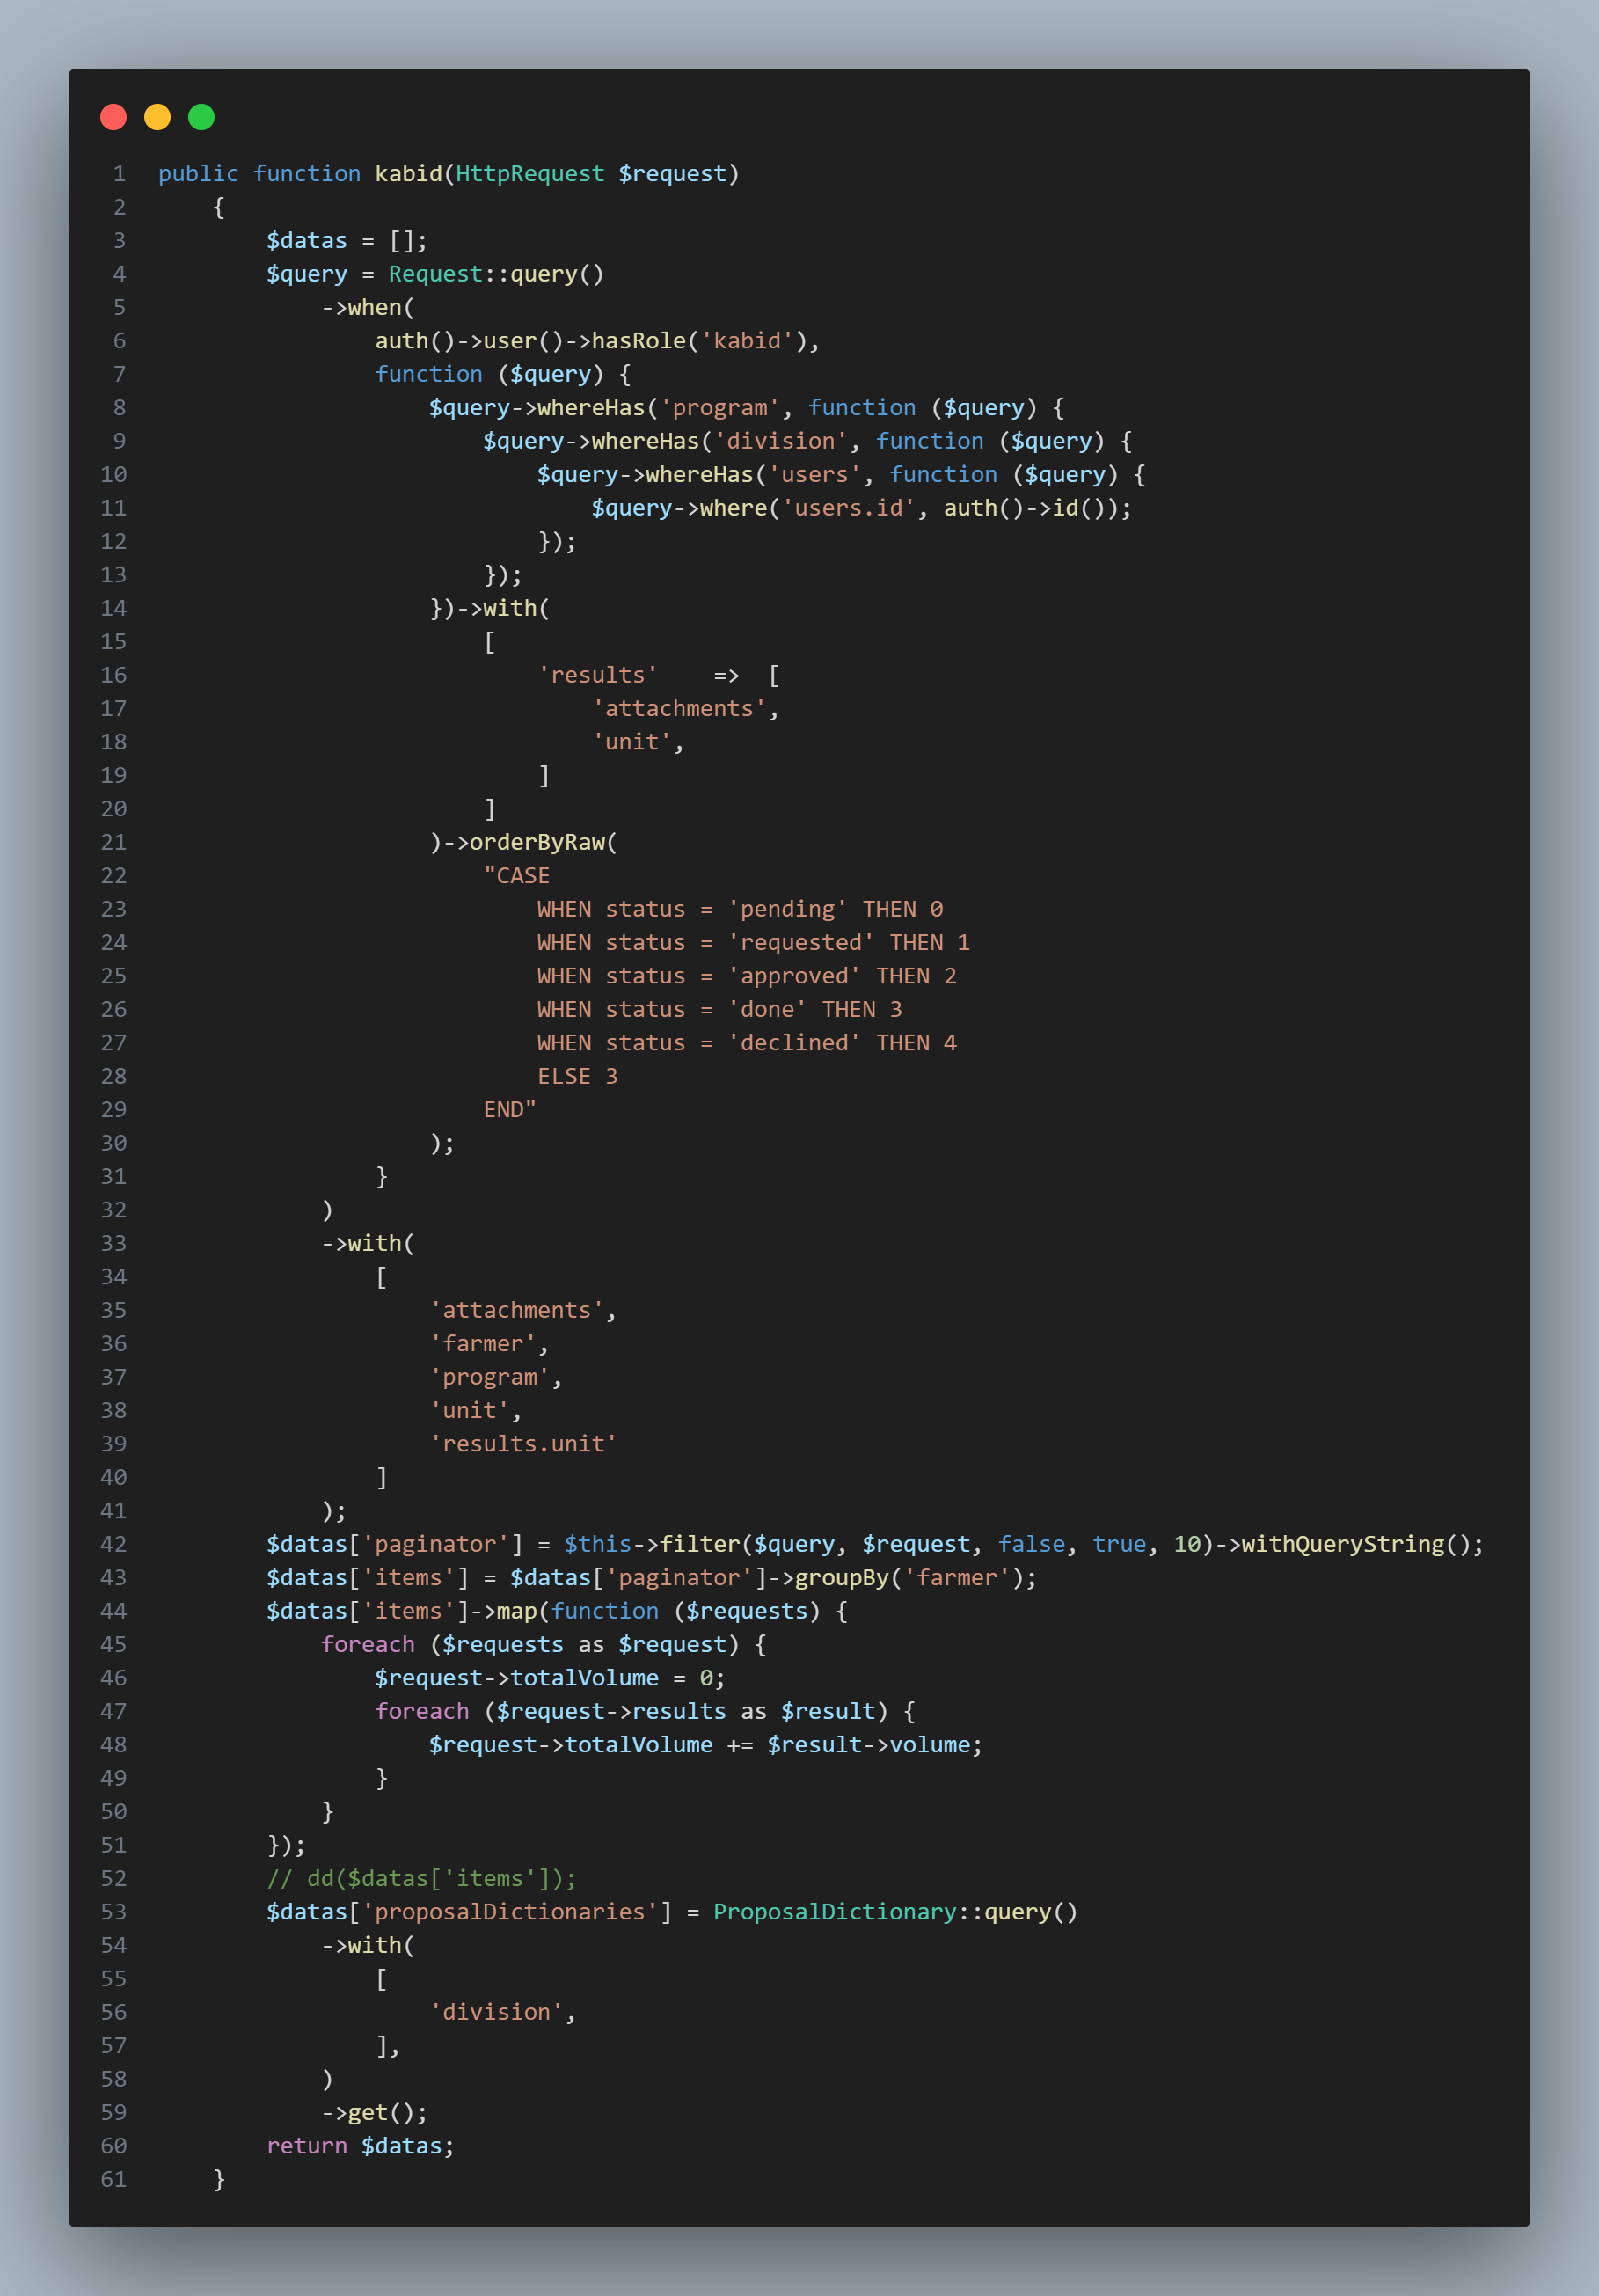 1 public function kabid(HttpRequest $request)
2     {
3         $datas = [];
4         $query = Request::query()
5             ->when(
6                 auth()->user()->hasRole('kabid'),
7                 function ($query) {
8                     $query->whereHas('program', function ($query) {
9                         $query->whereHas('division', function ($query) {
10                             $query->whereHas('users', function ($query) {
11                                 $query->where('users.id', auth()->id());
12                             });
13                         });
14                     })->with(
15                         [
16                             'results'    =>  [
17                                 'attachments',
18                                 'unit',
19                             ]
20                         ]
21                     )->orderByRaw(
22                         "CASE
23                             WHEN status = 'pending' THEN 0
24                             WHEN status = 'requested' THEN 1
25                             WHEN status = 'approved' THEN 2
26                             WHEN status = 'done' THEN 3
27                             WHEN status = 'declined' THEN 4
28                             ELSE 3
29                         END"
30                     );
31                 }
32             )
33             ->with(
34                 [
35                     'attachments',
36                     'farmer',
37                     'program',
38                     'unit',
39                     'results.unit'
40                 ]
41             );
42         $datas['paginator'] = $this->filter($query, $request, false, true, 10)->withQueryString();
43         $datas['items'] = $datas['paginator']->groupBy('farmer');
44         $datas['items']->map(function ($requests) {
45             foreach ($requests as $request) {
46                 $request->totalVolume = 0;
47                 foreach ($request->results as $result) {
48                     $request->totalVolume += $result->volume;
49                 }
50             }
51         });
52         // dd($datas['items']);
53         $datas['proposalDictionaries'] = ProposalDictionary::query()
54             ->with(
55                 [
56                     'division',
57                 ],
58             )
59             ->get();
60         return $datas;
61     }